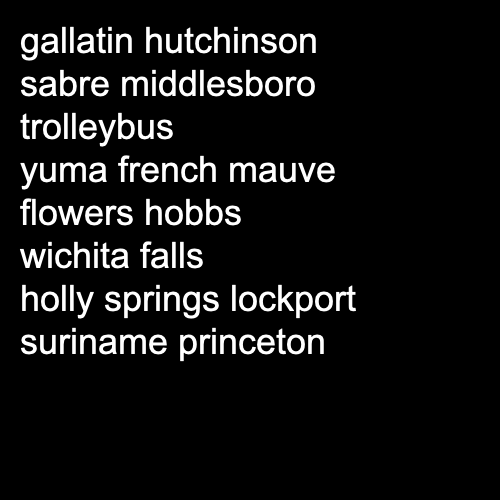 gallatin hutchinson
sabre middlesboro
trolleybus
yuma french mauve
flowers hobbs
wichita falls
holly springs lockport
suriname princeton